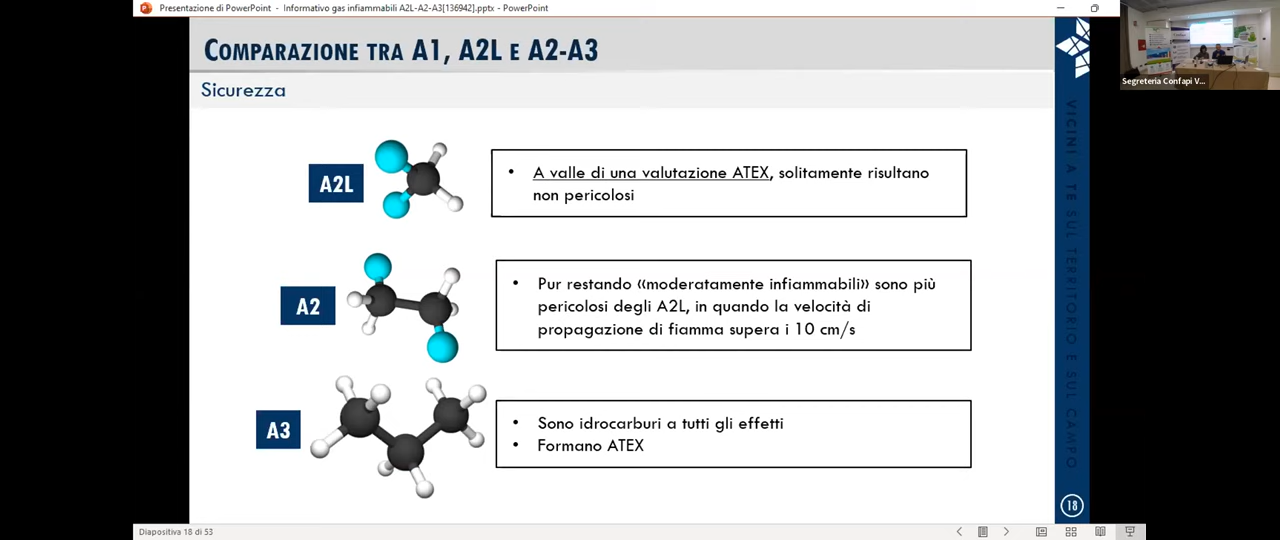 Presentazione di PowerPoint - Informativo gas infiammabili A2L-A2-A3[136942].pptx - PowerPoint
COMPARAZIONE TRA A1, A2L E A2-A3
Sicurezza
A2L
• A valle di una valutazione ATEX, solitamente risultano
non pericolosi
A2
• Pur restando «moderatamente infiammabili» sono più
pericolosi degli A2L, in quando la velocità di
propagazione di fiamma supera i 10 cm/s
A3
• Sono idrocarburi a tutti gli effetti
• Formano ATEX
VICINI A TE SUL TERRITORIO E SUL CAMPO
18
Diapositiva 18 di 53
Segreteria Confapi V...